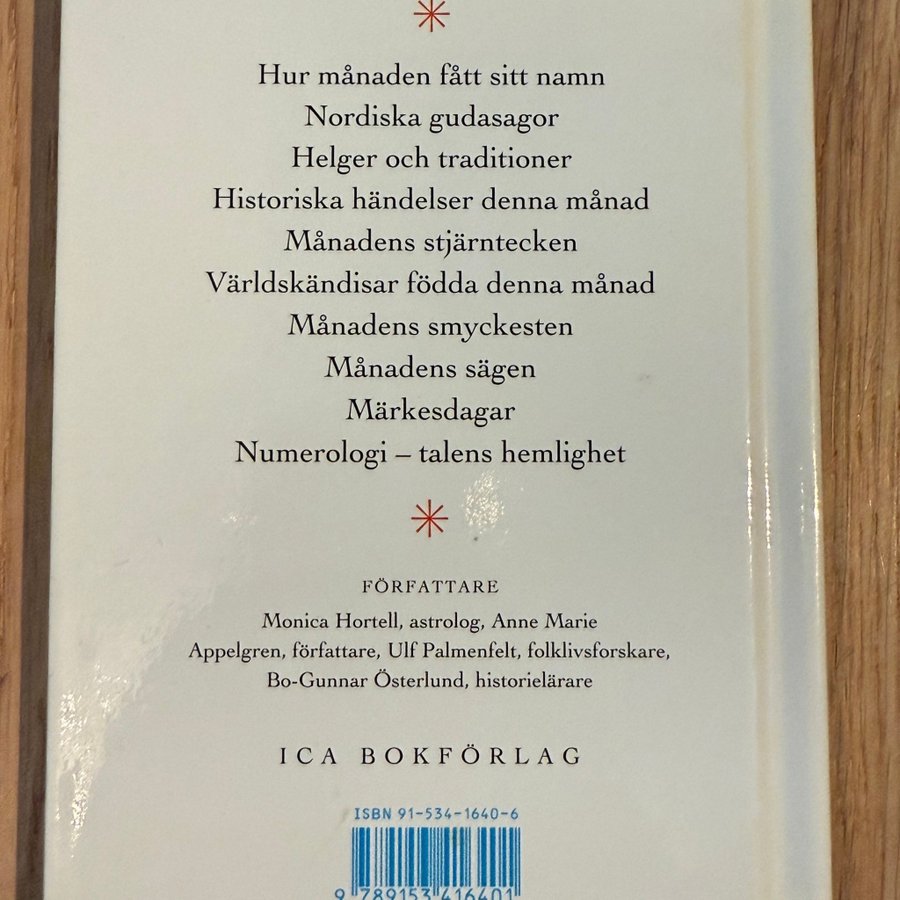 Hur månaden fått sitt namn
Nordiska gudasagor
Helger och traditioner
Historiska händelser denna månad
Månadens stjärntecken
Världskändisar födda denna månad
Månadens smyckesten
Månadens sägen
Märkesdagar
Numerologi – talens hemlighet
FÖRFATTARE
Monica Hortell, astrolog, Anne Marie
Appelgren, författare, Ulf Palmenfelt, folklivsforskare,
Bo-Gunnar Österlund, historielärare
ICA BOKFÖRLAG
ISBN 91-534-1640-6
9 789153 416401